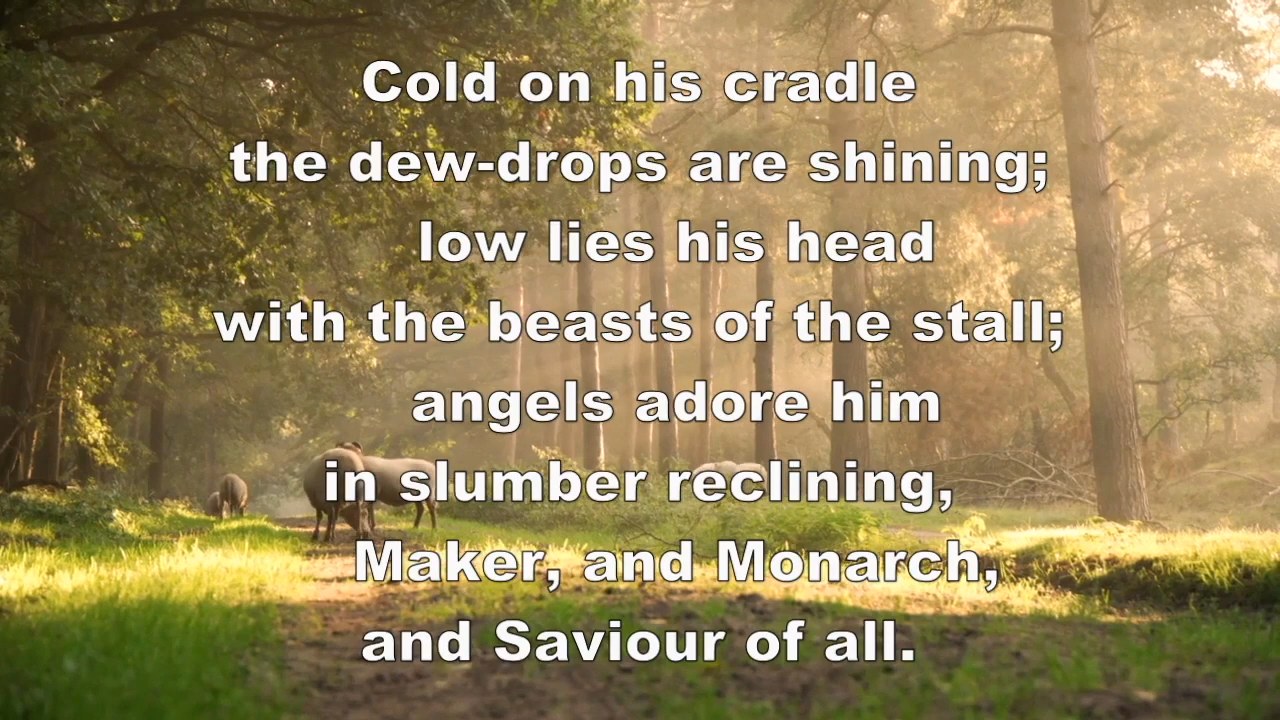 Cold on his cradle
the dew-drops are shining;
low lies his head
with the beasts of the stall;
angels adore him
in slumber reclining,
Maker, and Monarch,
and Saviour of all.